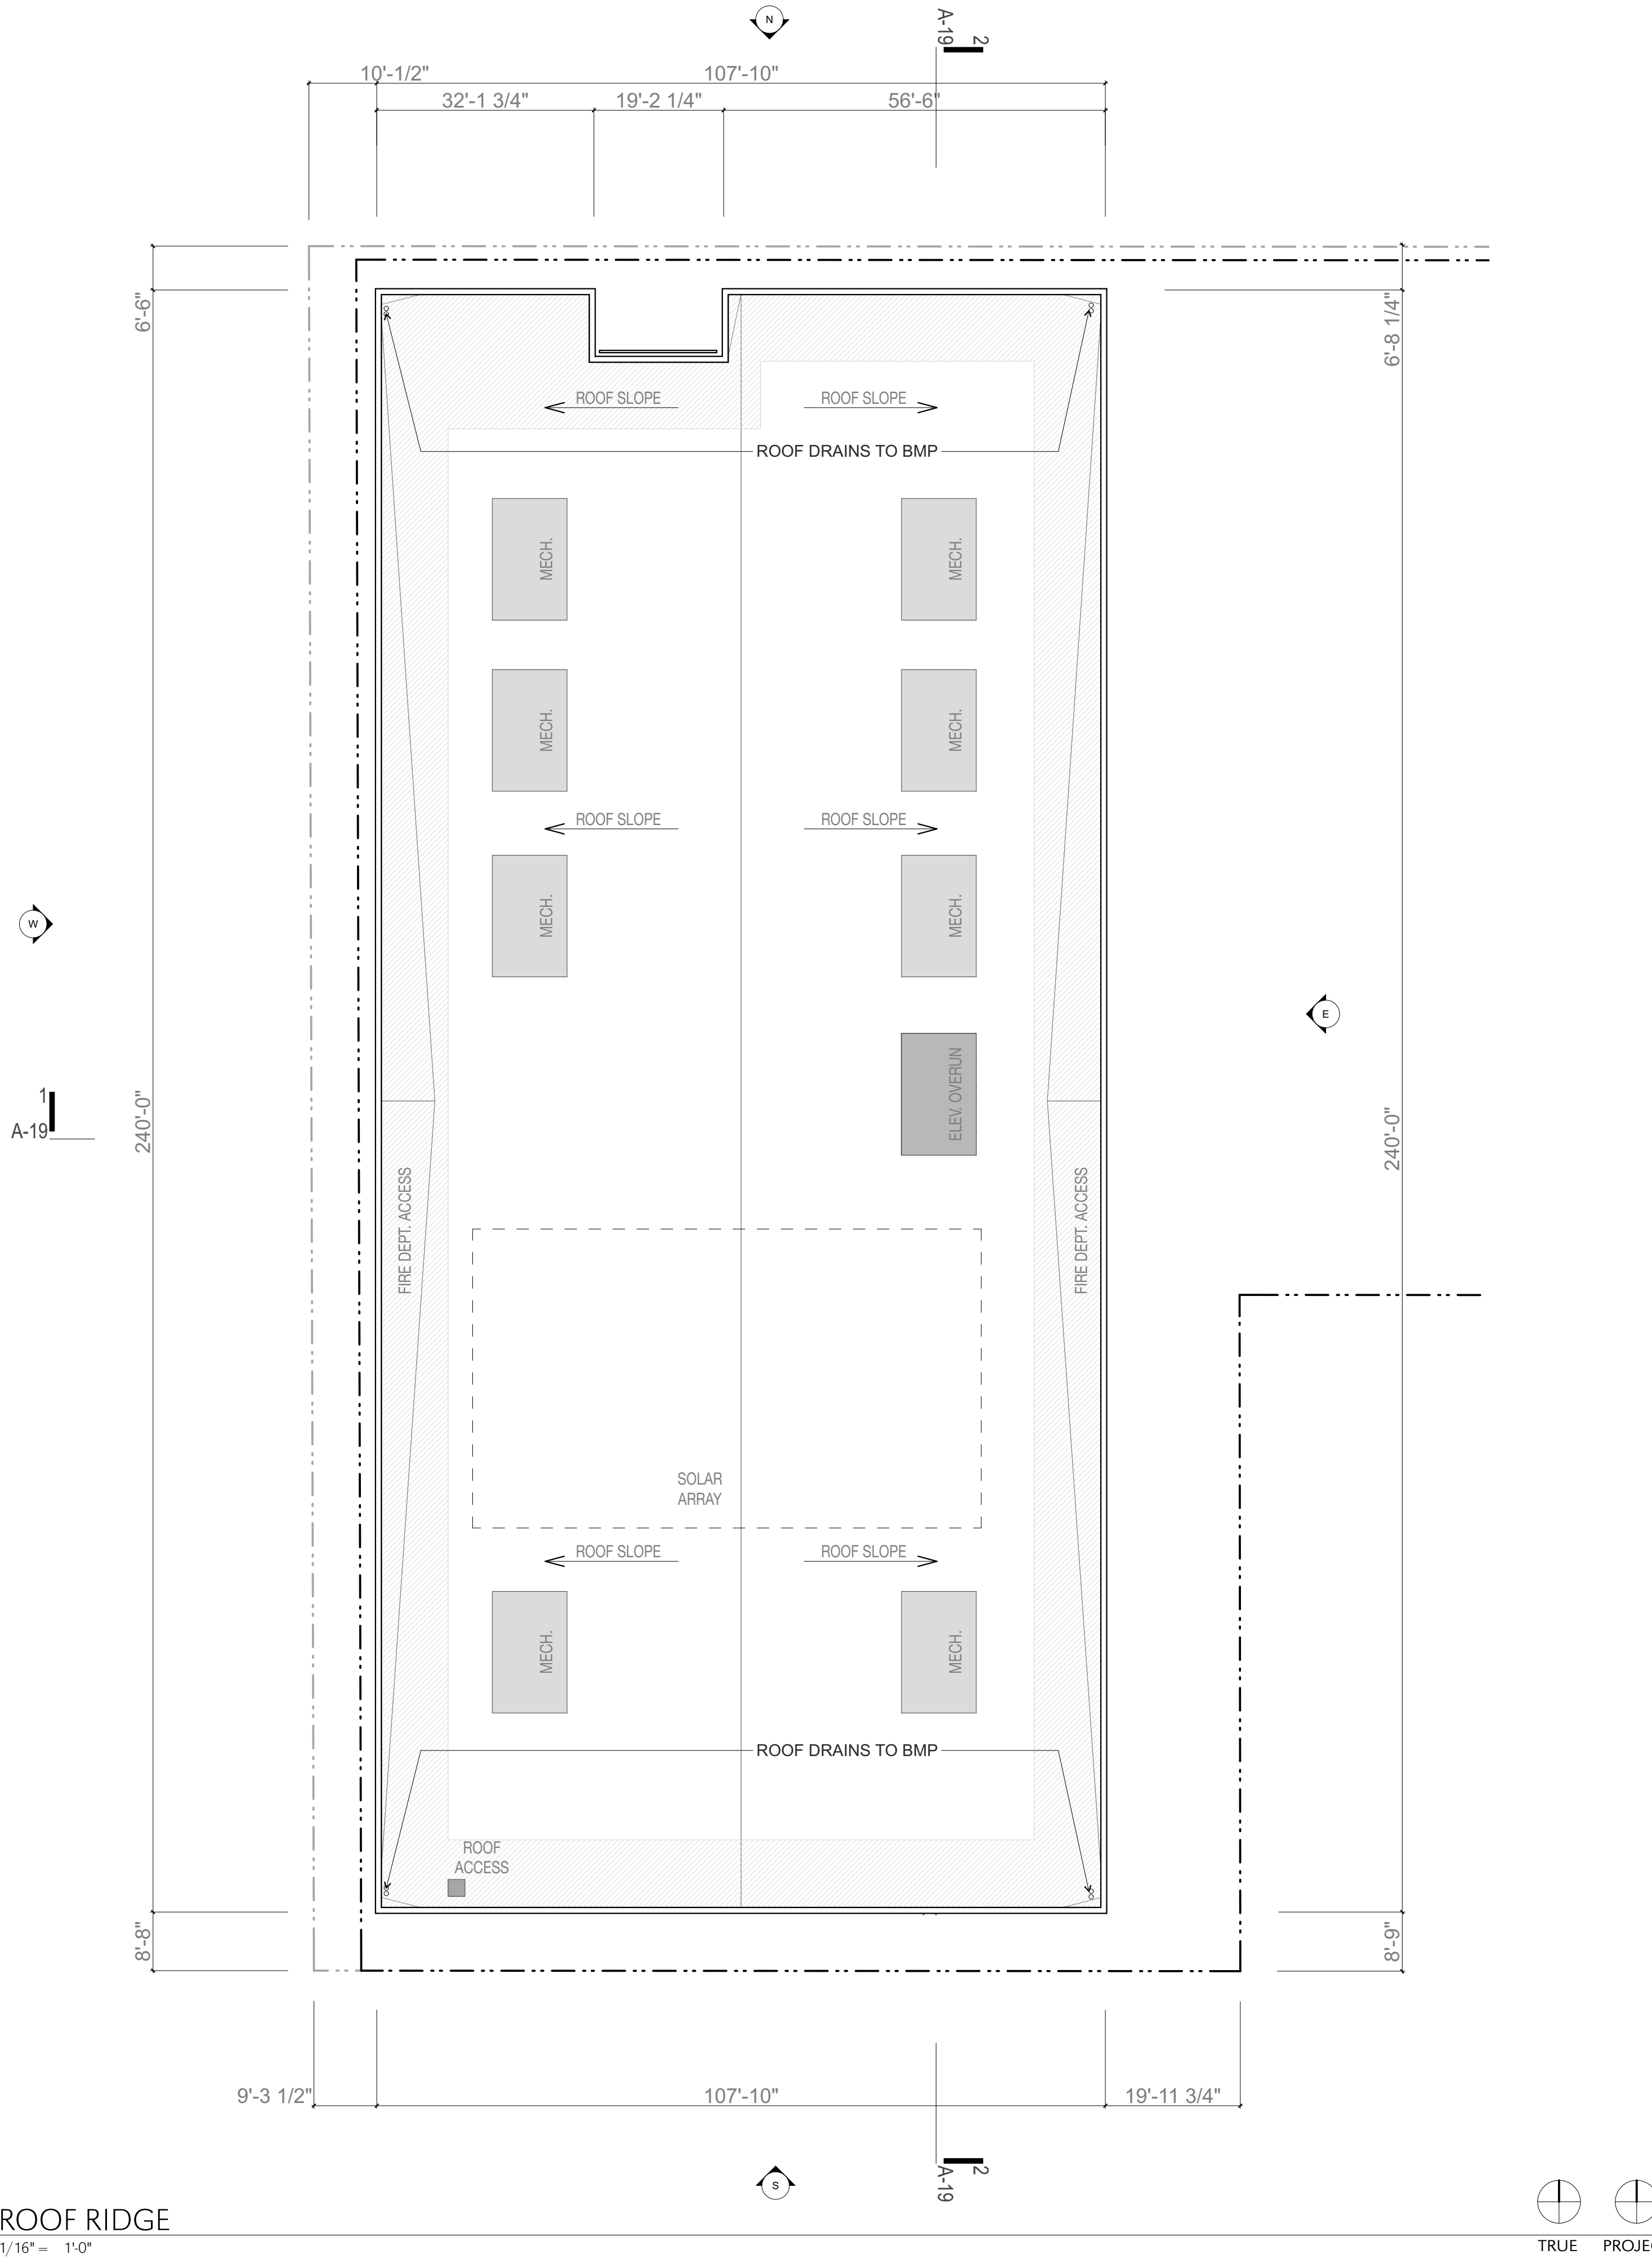 N
A-19
2
10'-1/2"
107'-10"
32'-1 3/4"
19'-2 1/4"
56'-6"
6'-6"
6'-8 1/4"
ROOF SLOPE
ROOF SLOPE
ROOF DRAINS TO BMP
MECH.
MECH.
MECH.
MECH.
ROOF SLOPE
ROOF SLOPE
MECH.
MECH.
W
E
1
A-19
240'-0"
240'-0"
ELEV. OVERUN
FIRE DEPT. ACCESS
FIRE DEPT. ACCESS
SOLAR
ARRAY
ROOF SLOPE
ROOF SLOPE
MECH.
MECH.
ROOF DRAINS TO BMP
ROOF
ACCESS
8'-8"
8'-9"
9'-3 1/2"
107'-10"
19'-11 3/4"
S
A-19
2
ROOF RIDGE
1/16" = 1'-0"
TRUE